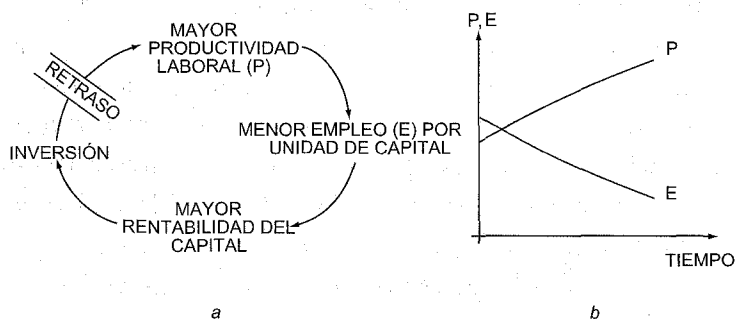 MAYOR
PRODUCTIVIDAD
LABORAL (P)
RETRASO
MENOR EMPLEO (E) POR
UNIDAD DE CAPITAL
INVERSIÓN
MAYOR
RENTABILIDAD DEL
CAPITAL
a
P, E
P
E
TIEMPO
b